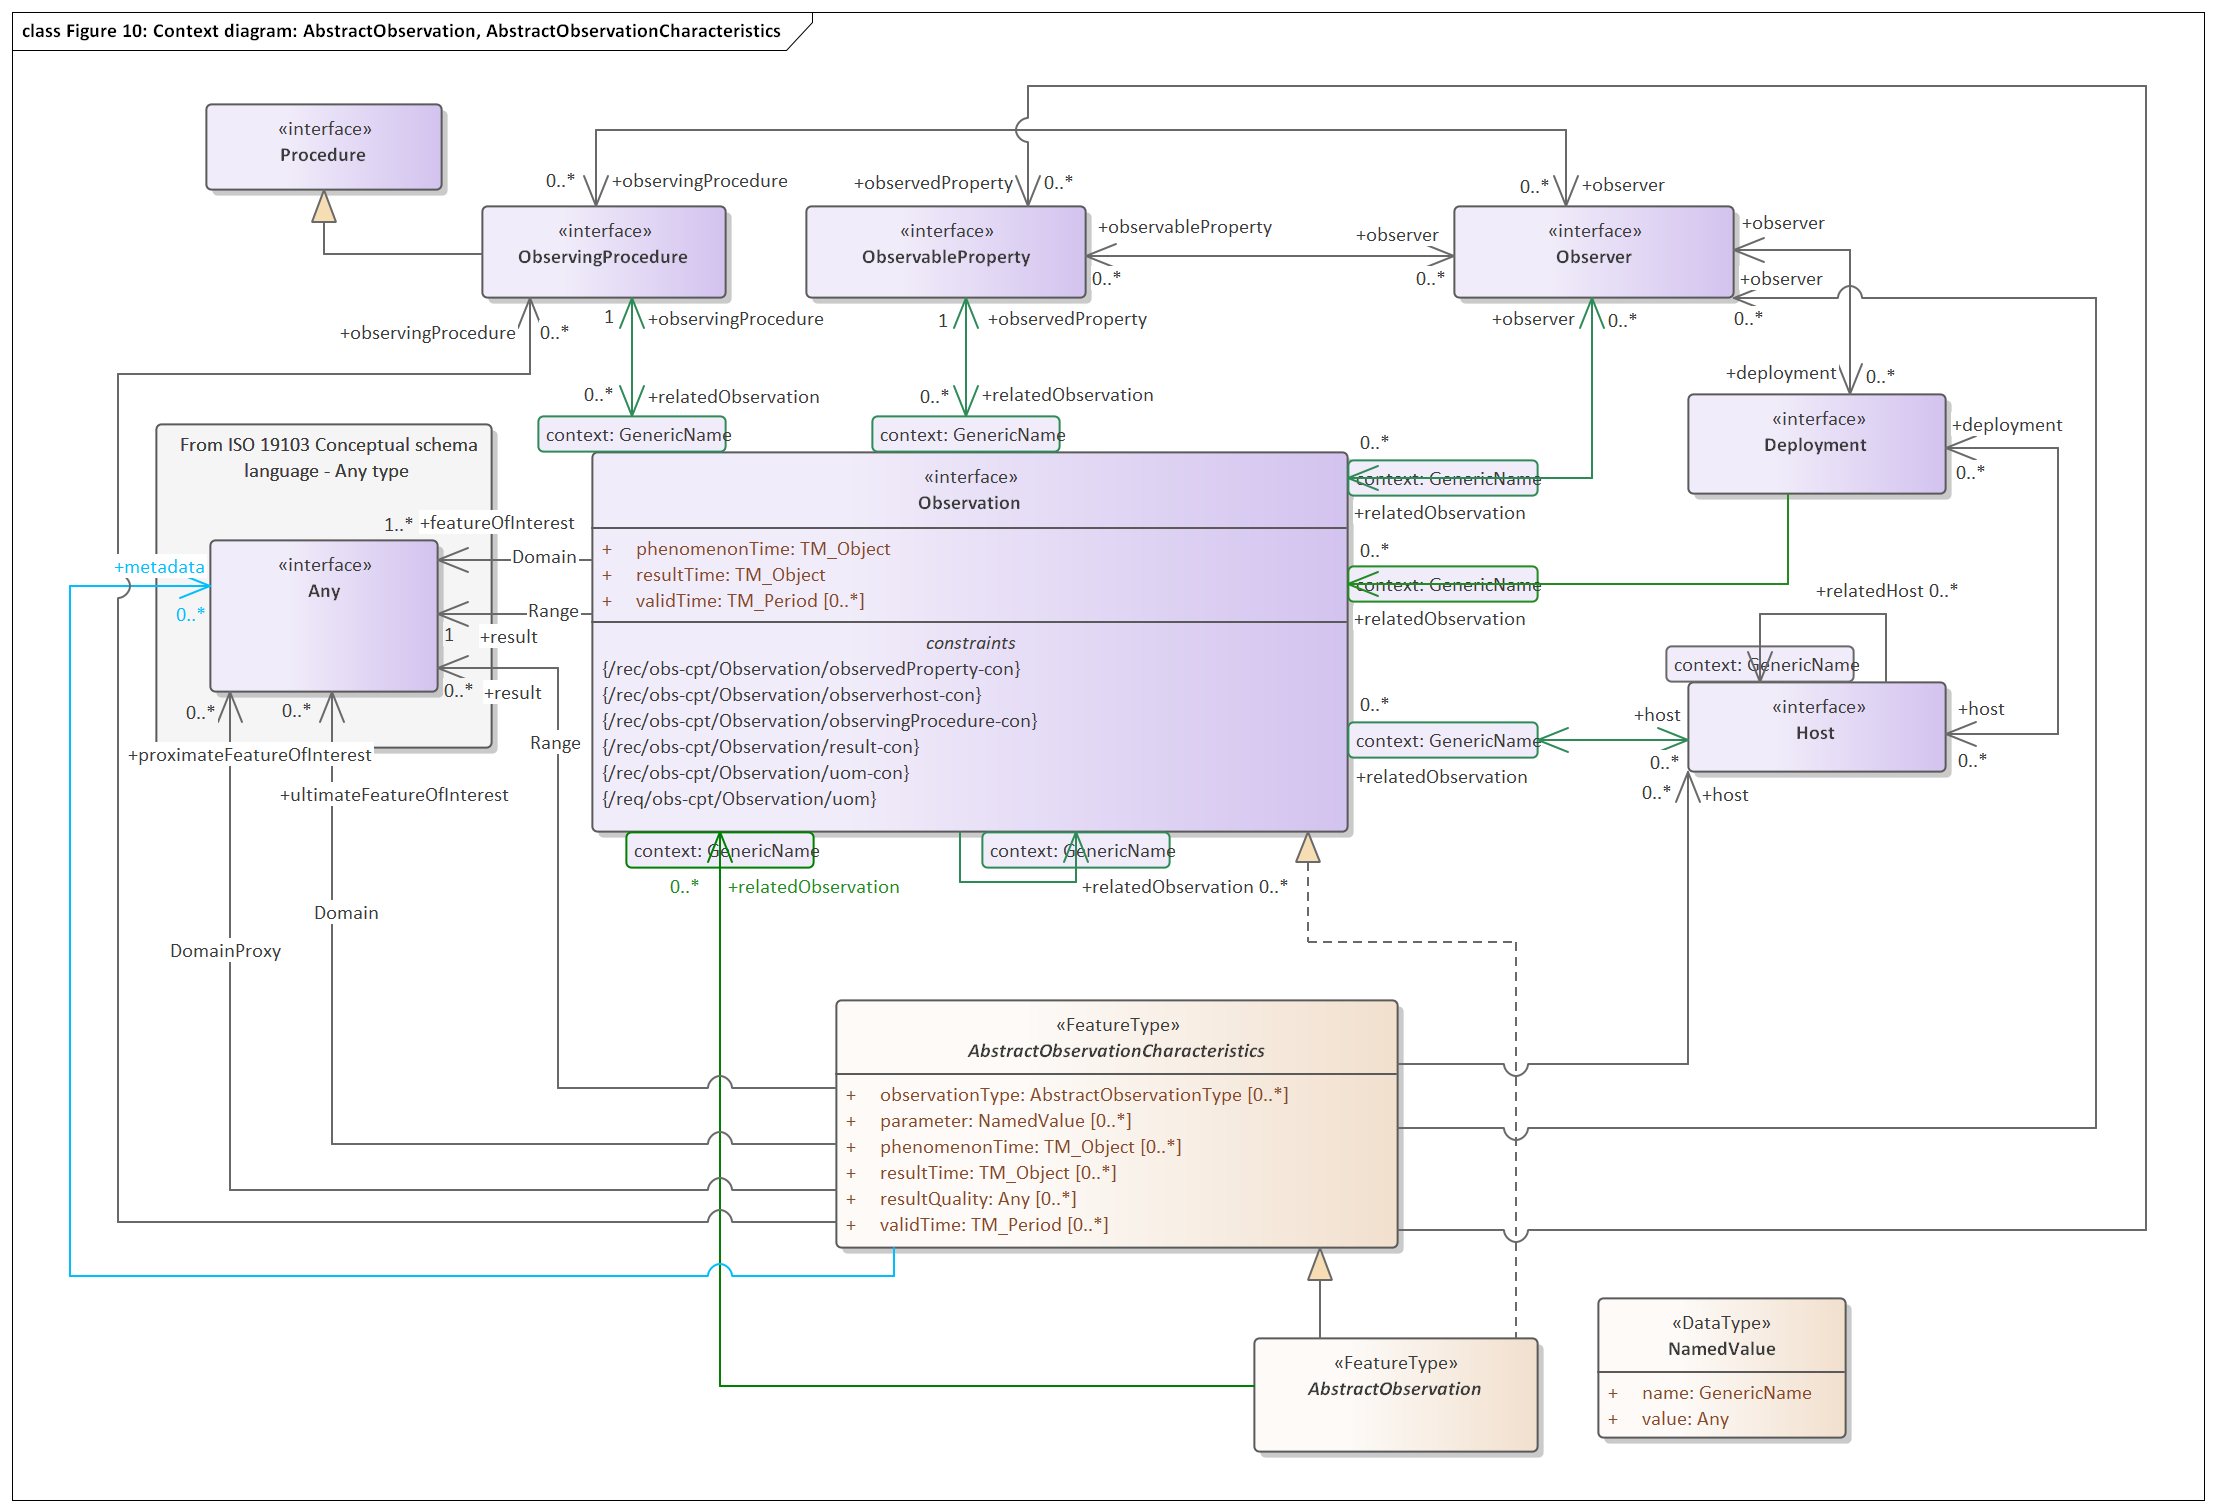 class Figure 10: Context diagram: AbstractObservation, AbstractObservationCharacteristics
«interface»
Procedure
0..*
+observingProcedure
+observedProperty
0..*
0..*
+observer
«interface»
ObservingProcedure
«interface»
ObservableProperty
+observableProperty
0..*
+observer
0..*
«interface»
Observer
+observer
+observer
0..*
+observingProcedure
0..*
1
+observingProcedure
1
+observedProperty
+observer
0..*
+deployment
0..*
0..*
+relatedObservation
0..*
+relatedObservation
context: GenericName
context: GenericName
«interface»
Deployment
+deployment
0..*
From ISO 19103 Conceptual schema
language - Any type
«interface»
Observation
0..*
context: GenericName
+relatedObservation
1..*
+featureOfInterest
Domain
+ phenomenonTime: TM_Object
+ resultTime: TM_Object
+ validTime: TM_Period [0..*]
0..*
context: GenericName
+relatedObservation
+metadata
0..*
«interface»
Any
Range
1
+result
0..*
+result
Range
+relatedHost 0..*
context: GenericName
constraints
{/rec/obs-cpt/Observation/observedProperty-con}
{/rec/obs-cpt/Observation/observerhost-con}
{/rec/obs-cpt/Observation/observingProcedure-con}
{/rec/obs-cpt/Observation/result-con}
{/rec/obs-cpt/Observation/uom-con}
{/req/obs-cpt/Observation/uom}
0..*
context: GenericName
+relatedObservation
+host
0..*
«interface»
Host
+host
0..*
0..*
+host
0..*
0..*
+proximateFeatureOfInterest
+ultimateFeatureOfInterest
context: GenericName
0..*
+relatedObservation
context: GenericName
+relatedObservation 0..*
Domain
DomainProxy
«FeatureType»
AbstractObservationCharacteristics
+ observationType: AbstractObservationType [0..*]
+ parameter: NamedValue [0..*]
+ phenomenonTime: TM_Object [0..*]
+ resultTime: TM_Object [0..*]
+ resultQuality: Any [0..*]
+ validTime: TM_Period [0..*]
«FeatureType»
AbstractObservation
«DataType»
NamedValue
+ name: GenericName
+ value: Any